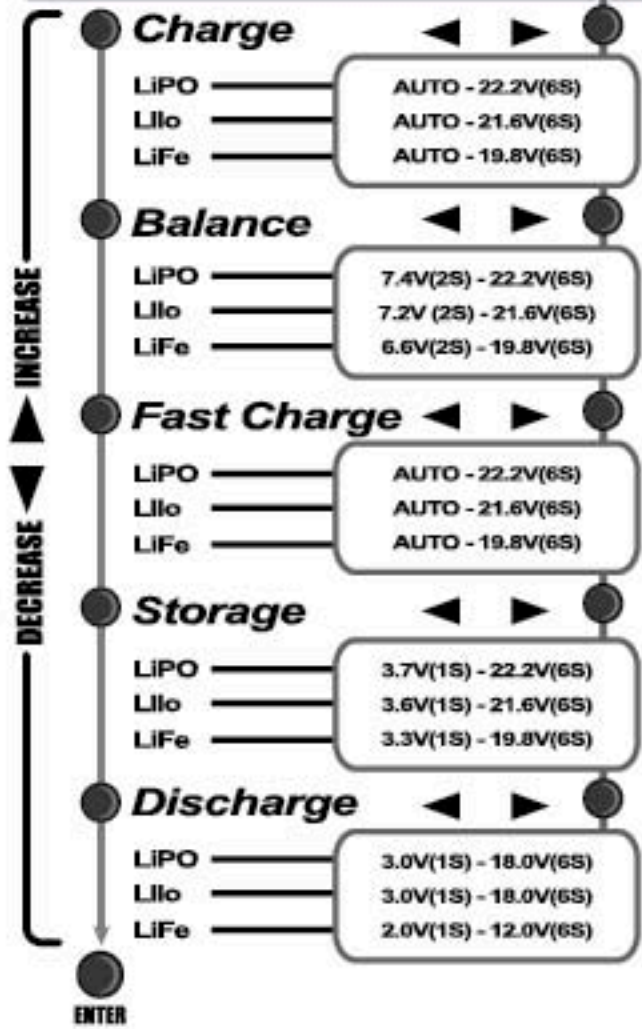 Charge
LiPO AUTO - 22.2V(6S)
LIIo AUTO - 21.6V(6S)
LiFe AUTO - 19.8V(6S)
Balance
LiPO 7.4V(2S) - 22.2V(6S)
LIIo 7.2V (2S) - 21.6V(6S)
LiFe 6.6V(2S) - 19.8V(6S)
INCREASE
Fast Charge
LiPO AUTO - 22.2V(6S)
LIIo AUTO - 21.6V(6S)
LiFe AUTO - 19.8V(6S)
DECREASE
Storage
LiPO 3.7V(1S) - 22.2V(6S)
LIIo 3.6V(1S) - 21.6V(6S)
LiFe 3.3V(1S) - 19.8V(6S)
Discharge
LiPO 3.0V(1S) - 18.0V(6S)
LIIo 3.0V(1S) - 18.0V(6S)
LiFe 2.0V(1S) - 12.0V(6S)
ENTER